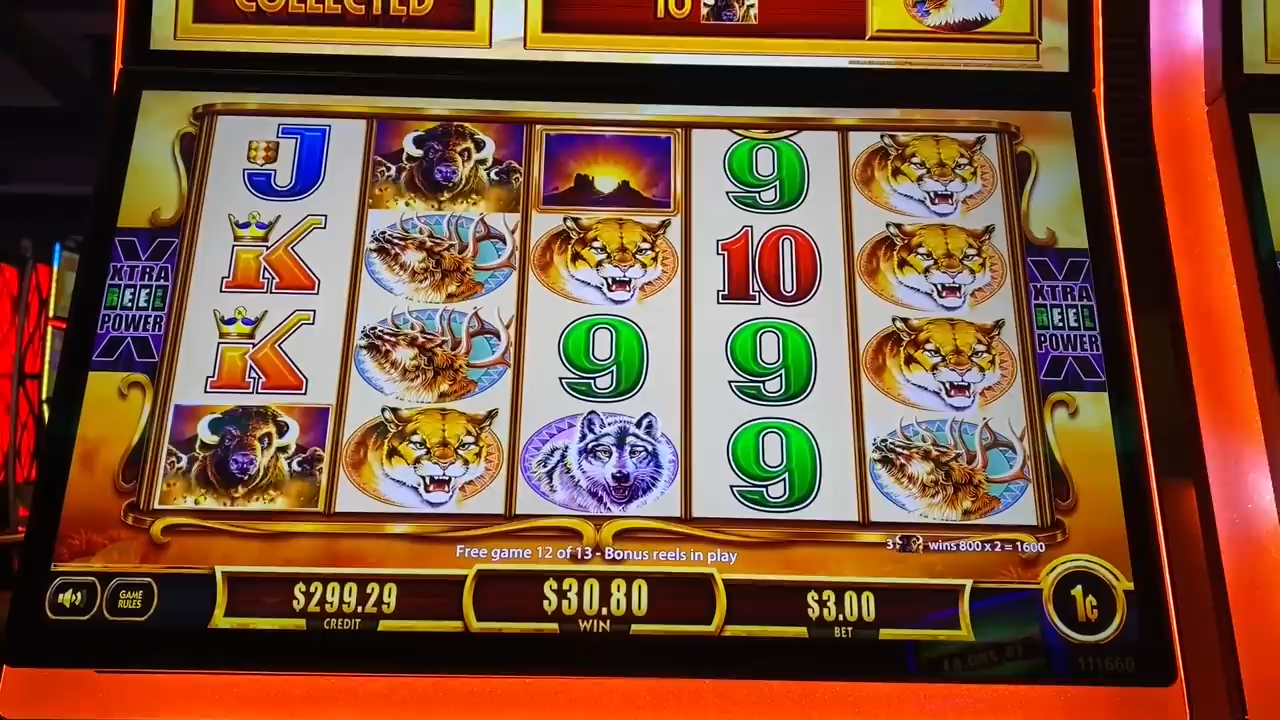 COLLECTED
10
J
9
K
10
XTRA
REEL
POWER
XTRA
REEL
POWER
K
9
9
9
Free game 12 of 13 - Bonus reels in play
3 wins 800 x 2 = 1600
GAME
RULES
$299.29
CREDIT
$30.80
WIN
$3.00
BET
1¢
111660